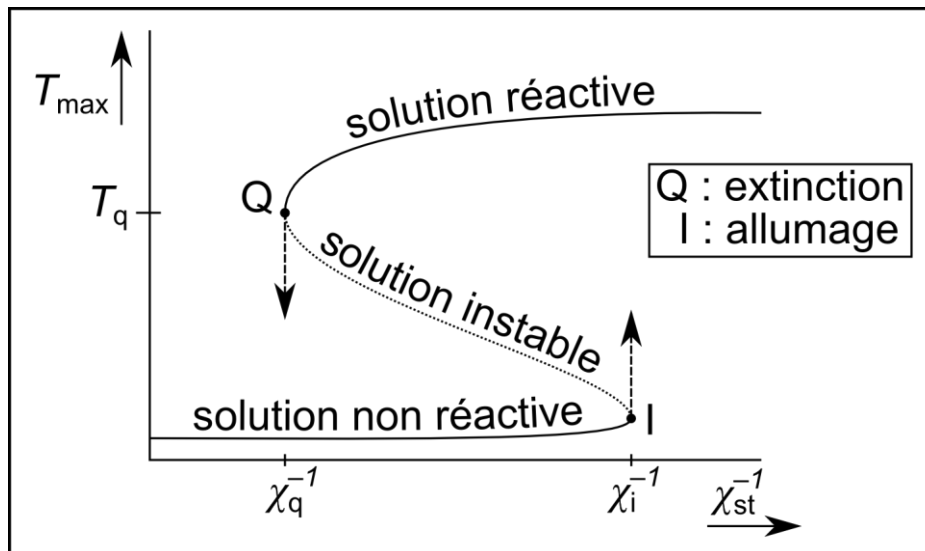 T_max
solution réactive
Q : extinction
I : allumage
T_q
Q
solution instable
solution non réactive
I
χ_q^−1
χ_i^−1
χ_st^−1